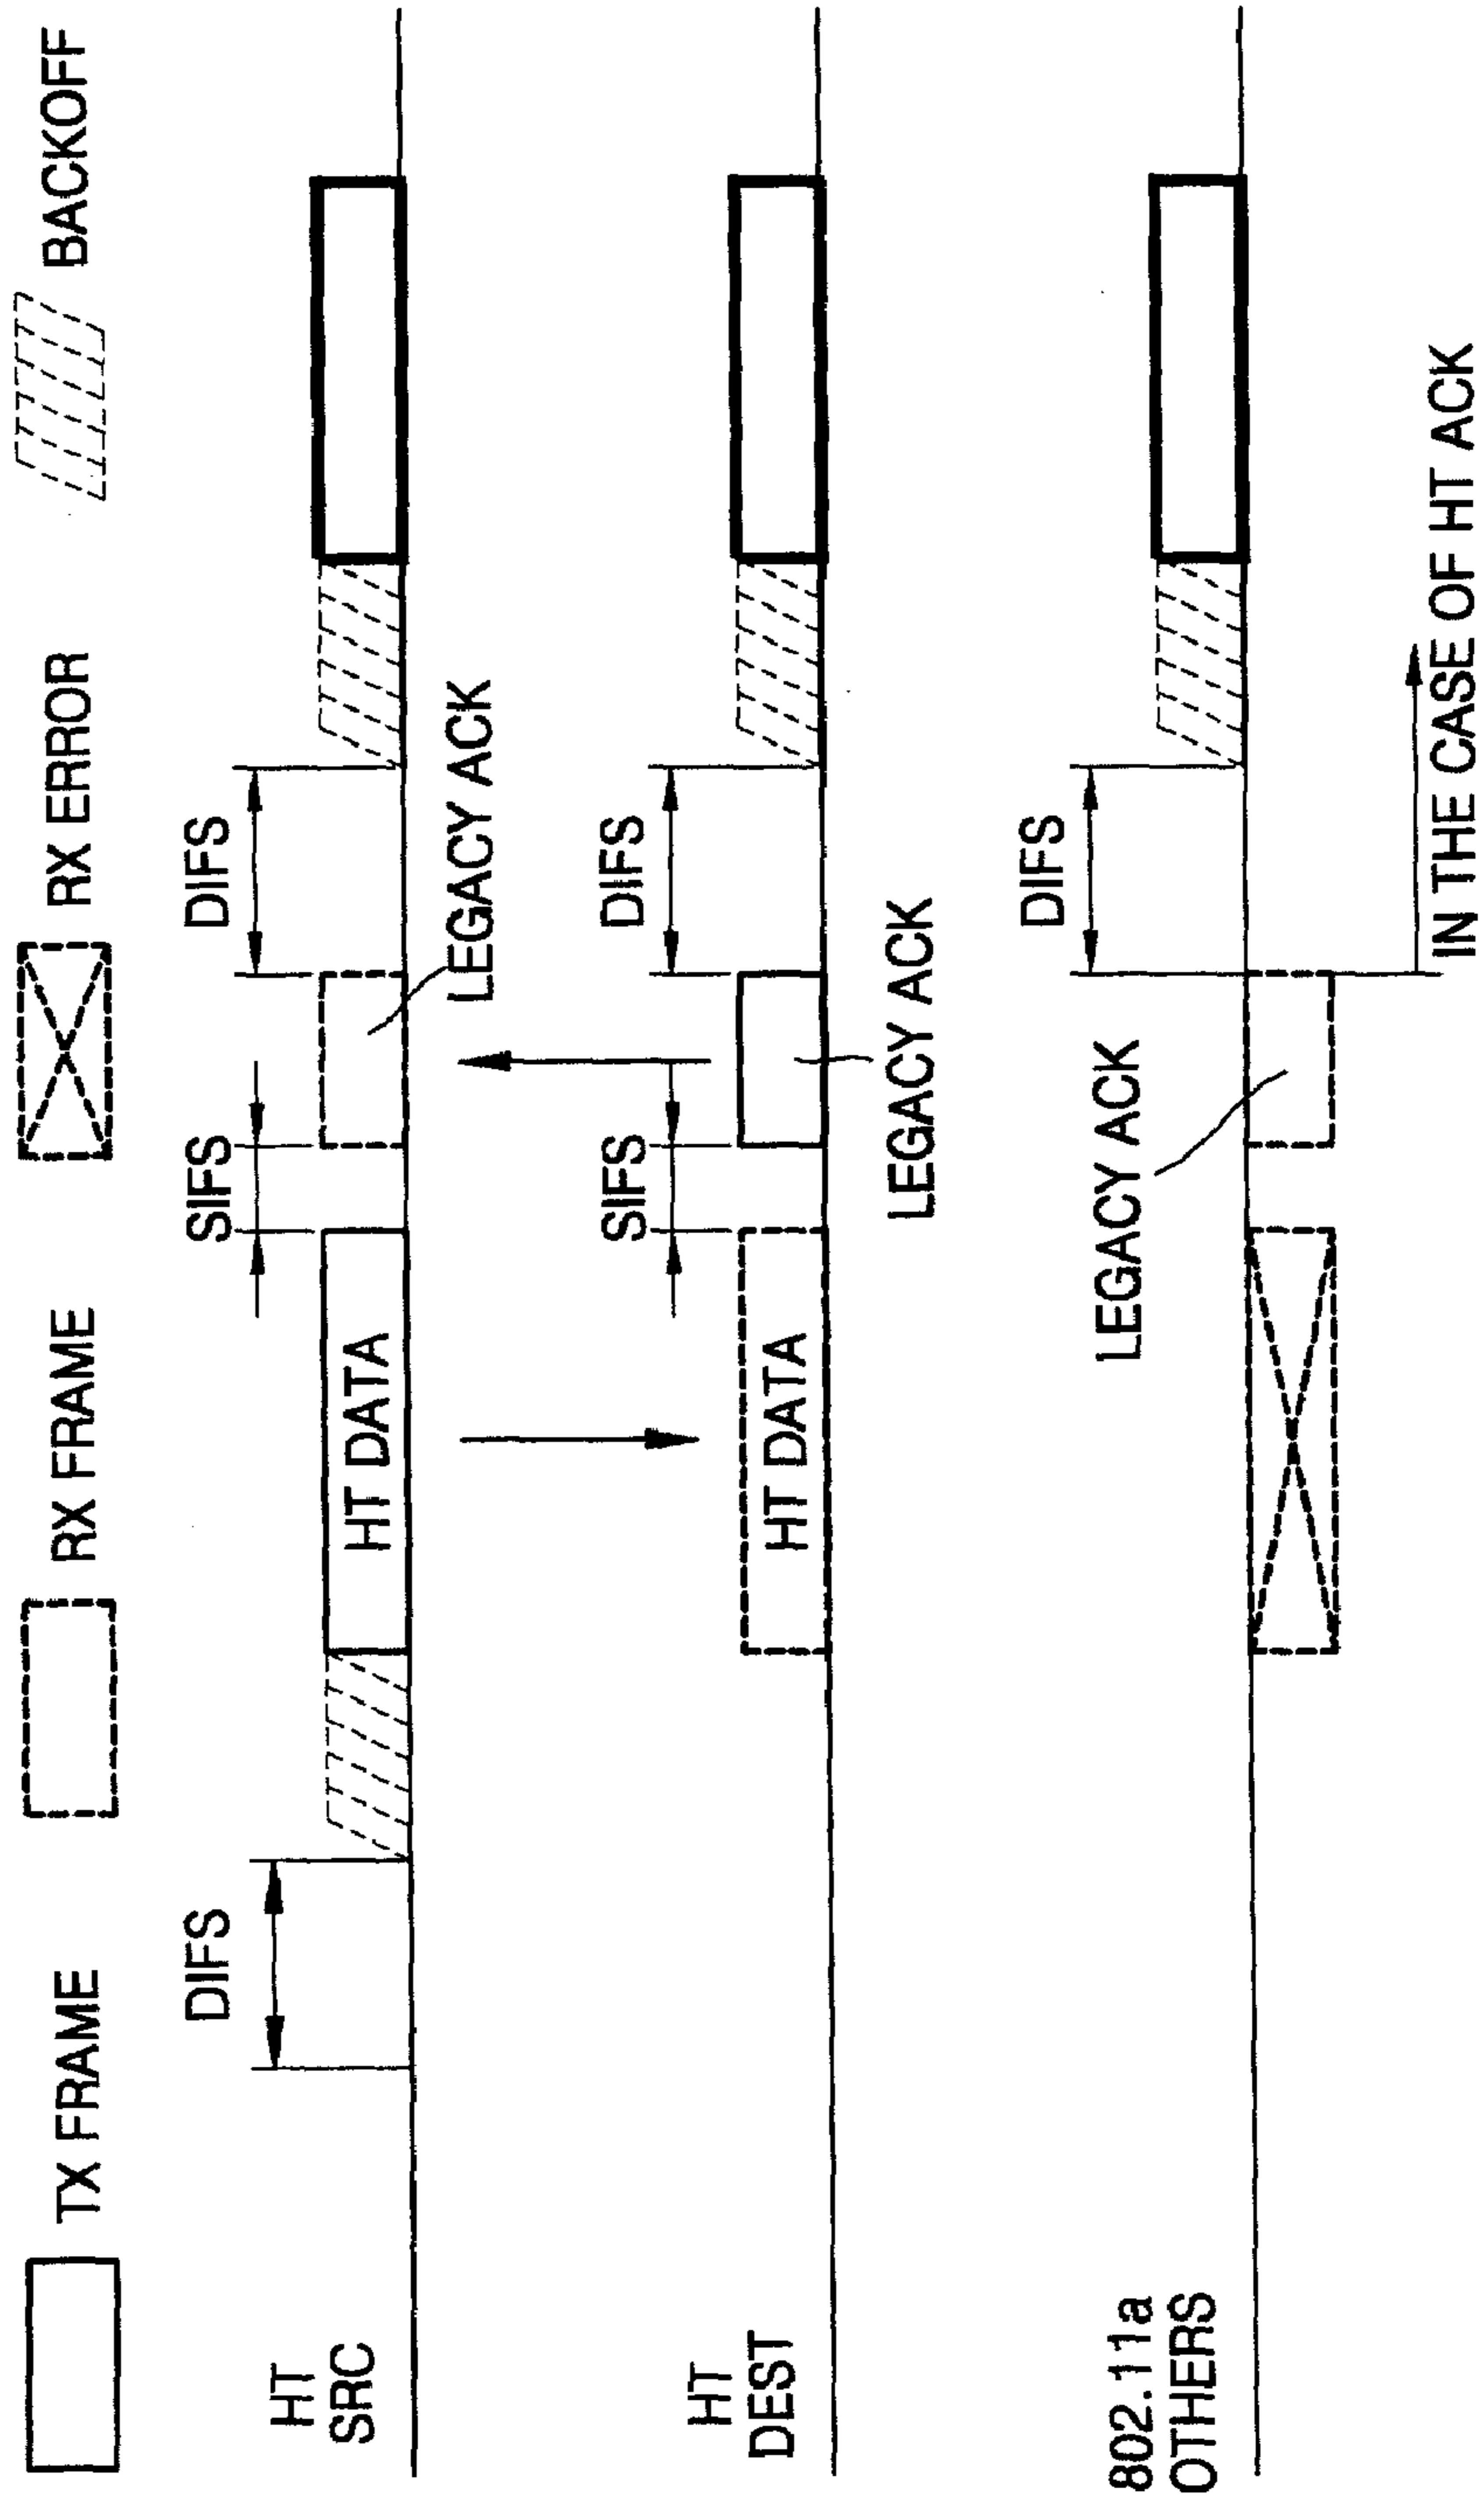 TX FRAME
RX FRAME
RX ERROR
BACKOFF
HT
SRC
DIFS
HT DATA
SIFS
LEGACY ACK
DIFS
HT
DEST
HT DATA
SIFS
LEGACY ACK
DIFS
802.11a
OTHERS
LEGACY ACK
DIFS
IN THE CASE OF HT ACK